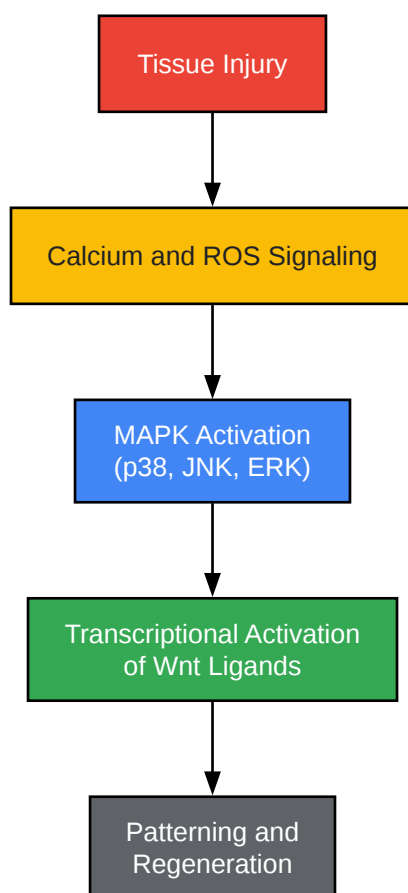 Tissue Injury
Calcium and ROS Signaling
MAPK Activation
(p38, JNK, ERK)
Transcriptional Activation
of Wnt Ligands
Patterning and
Regeneration